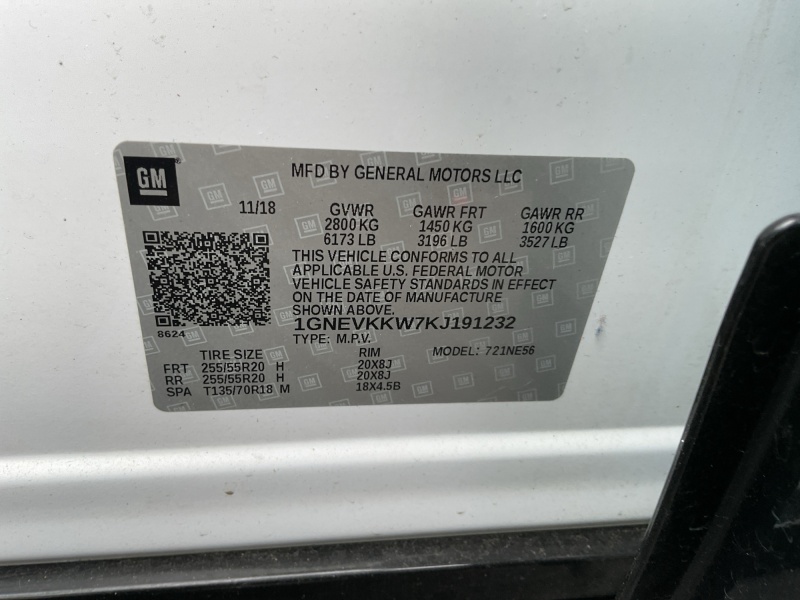 GM
MFD BY GENERAL MOTORS LLC
11/18 GVWR GAWR FRT GAWR RR
2800 KG 1450 KG 1600 KG
6173 LB 3196 LB 3527 LB
THIS VEHICLE CONFORMS TO ALL
APPLICABLE U.S. FEDERAL MOTOR
VEHICLE SAFETY STANDARDS IN EFFECT
ON THE DATE OF MANUFACTURE
SHOWN ABOVE.
8624
1GNEVKKW7KJ191232
TYPE: M.P.V. MODEL: 721NE56
TIRE SIZE RIM
FRT 255/55R20 H 20X8J
RR 255/55R20 H 20X8J
SPA T135/70R18 M 18X4.5B